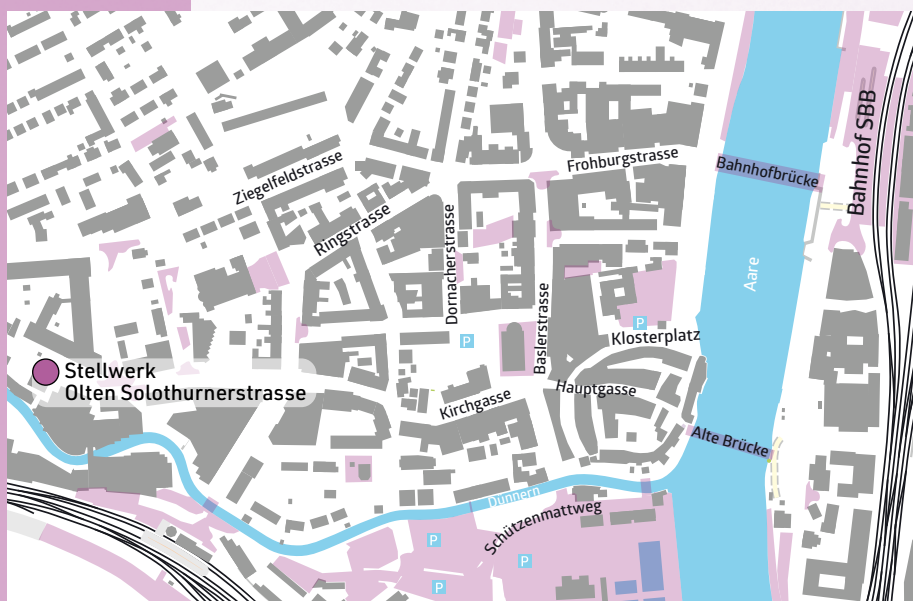 Frohburgstrasse
Bahnhofbrücke
Bahnhof SBB
Ziegelfeldstrasse
Ringstrasse
Dornacherstrasse
Aare
Baslerstrasse
P
P
Klosterplatz
Stellwerk
Olten Solothurnerstrasse
Hauptgasse
Kirchgasse
Alte Brücke
Dünnern
Schützenmattweg
P
P
P